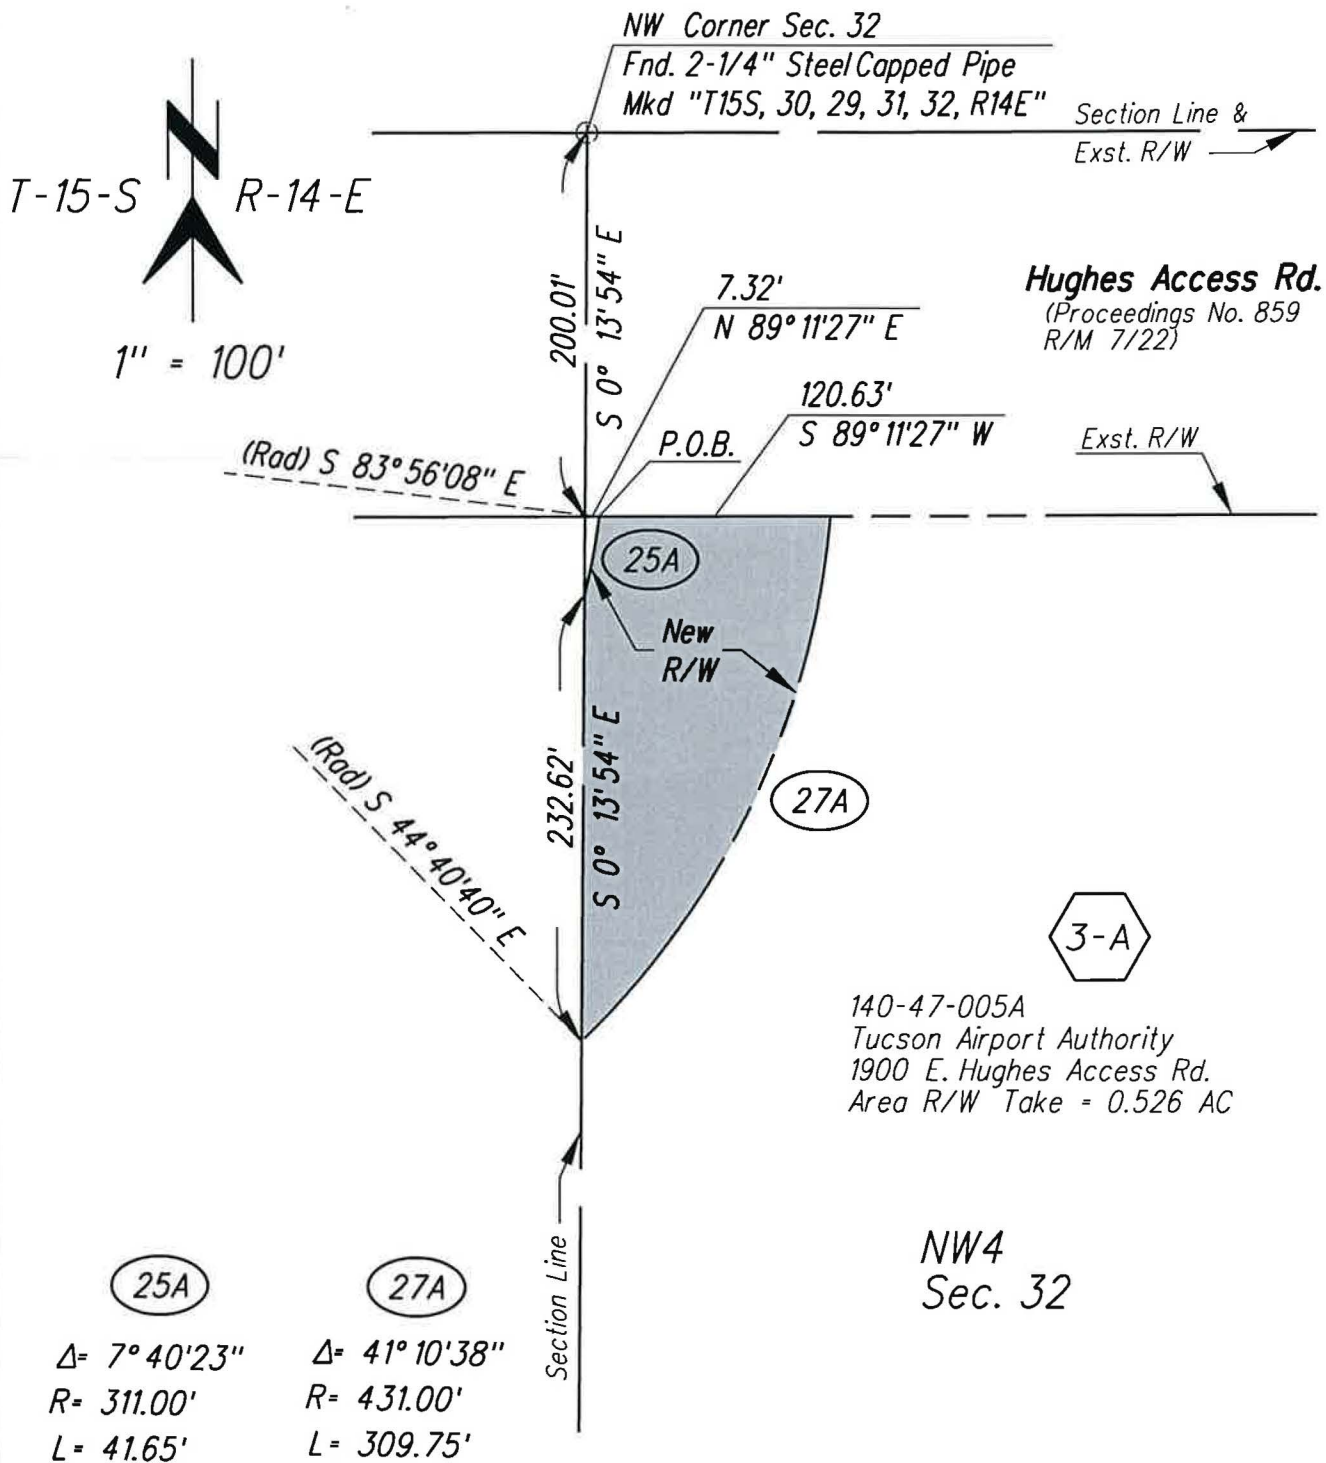 NW Corner Sec. 32
Fnd. 2-1/4" Steel Capped Pipe
Mkd "T15S, 30, 29, 31, 32, R14E"
Section Line &
Exst. R/W
N
T-15-S R-14-E
1" = 100'
200.01'
S 0° 13'54" E
7.32'
N 89°11'27" E
Hughes Access Rd.
(Proceedings No. 859
R/M 7/22)
120.63'
S 89°11'27" W
P.O.B.
Exst. R/W
(Rad) S 83°56'08" E
25A
New
R/W
232.62'
S 0° 13'54" E
(Rad) S 44°40'40" E
27A
3-A
140-47-005A
Tucson Airport Authority
1900 E. Hughes Access Rd.
Area R/W Take = 0.526 AC
Section Line
NW4
Sec. 32
25A
Δ= 7°40'23"
R= 311.00'
L= 41.65'
27A
Δ= 41°10'38"
R= 431.00'
L= 309.75'